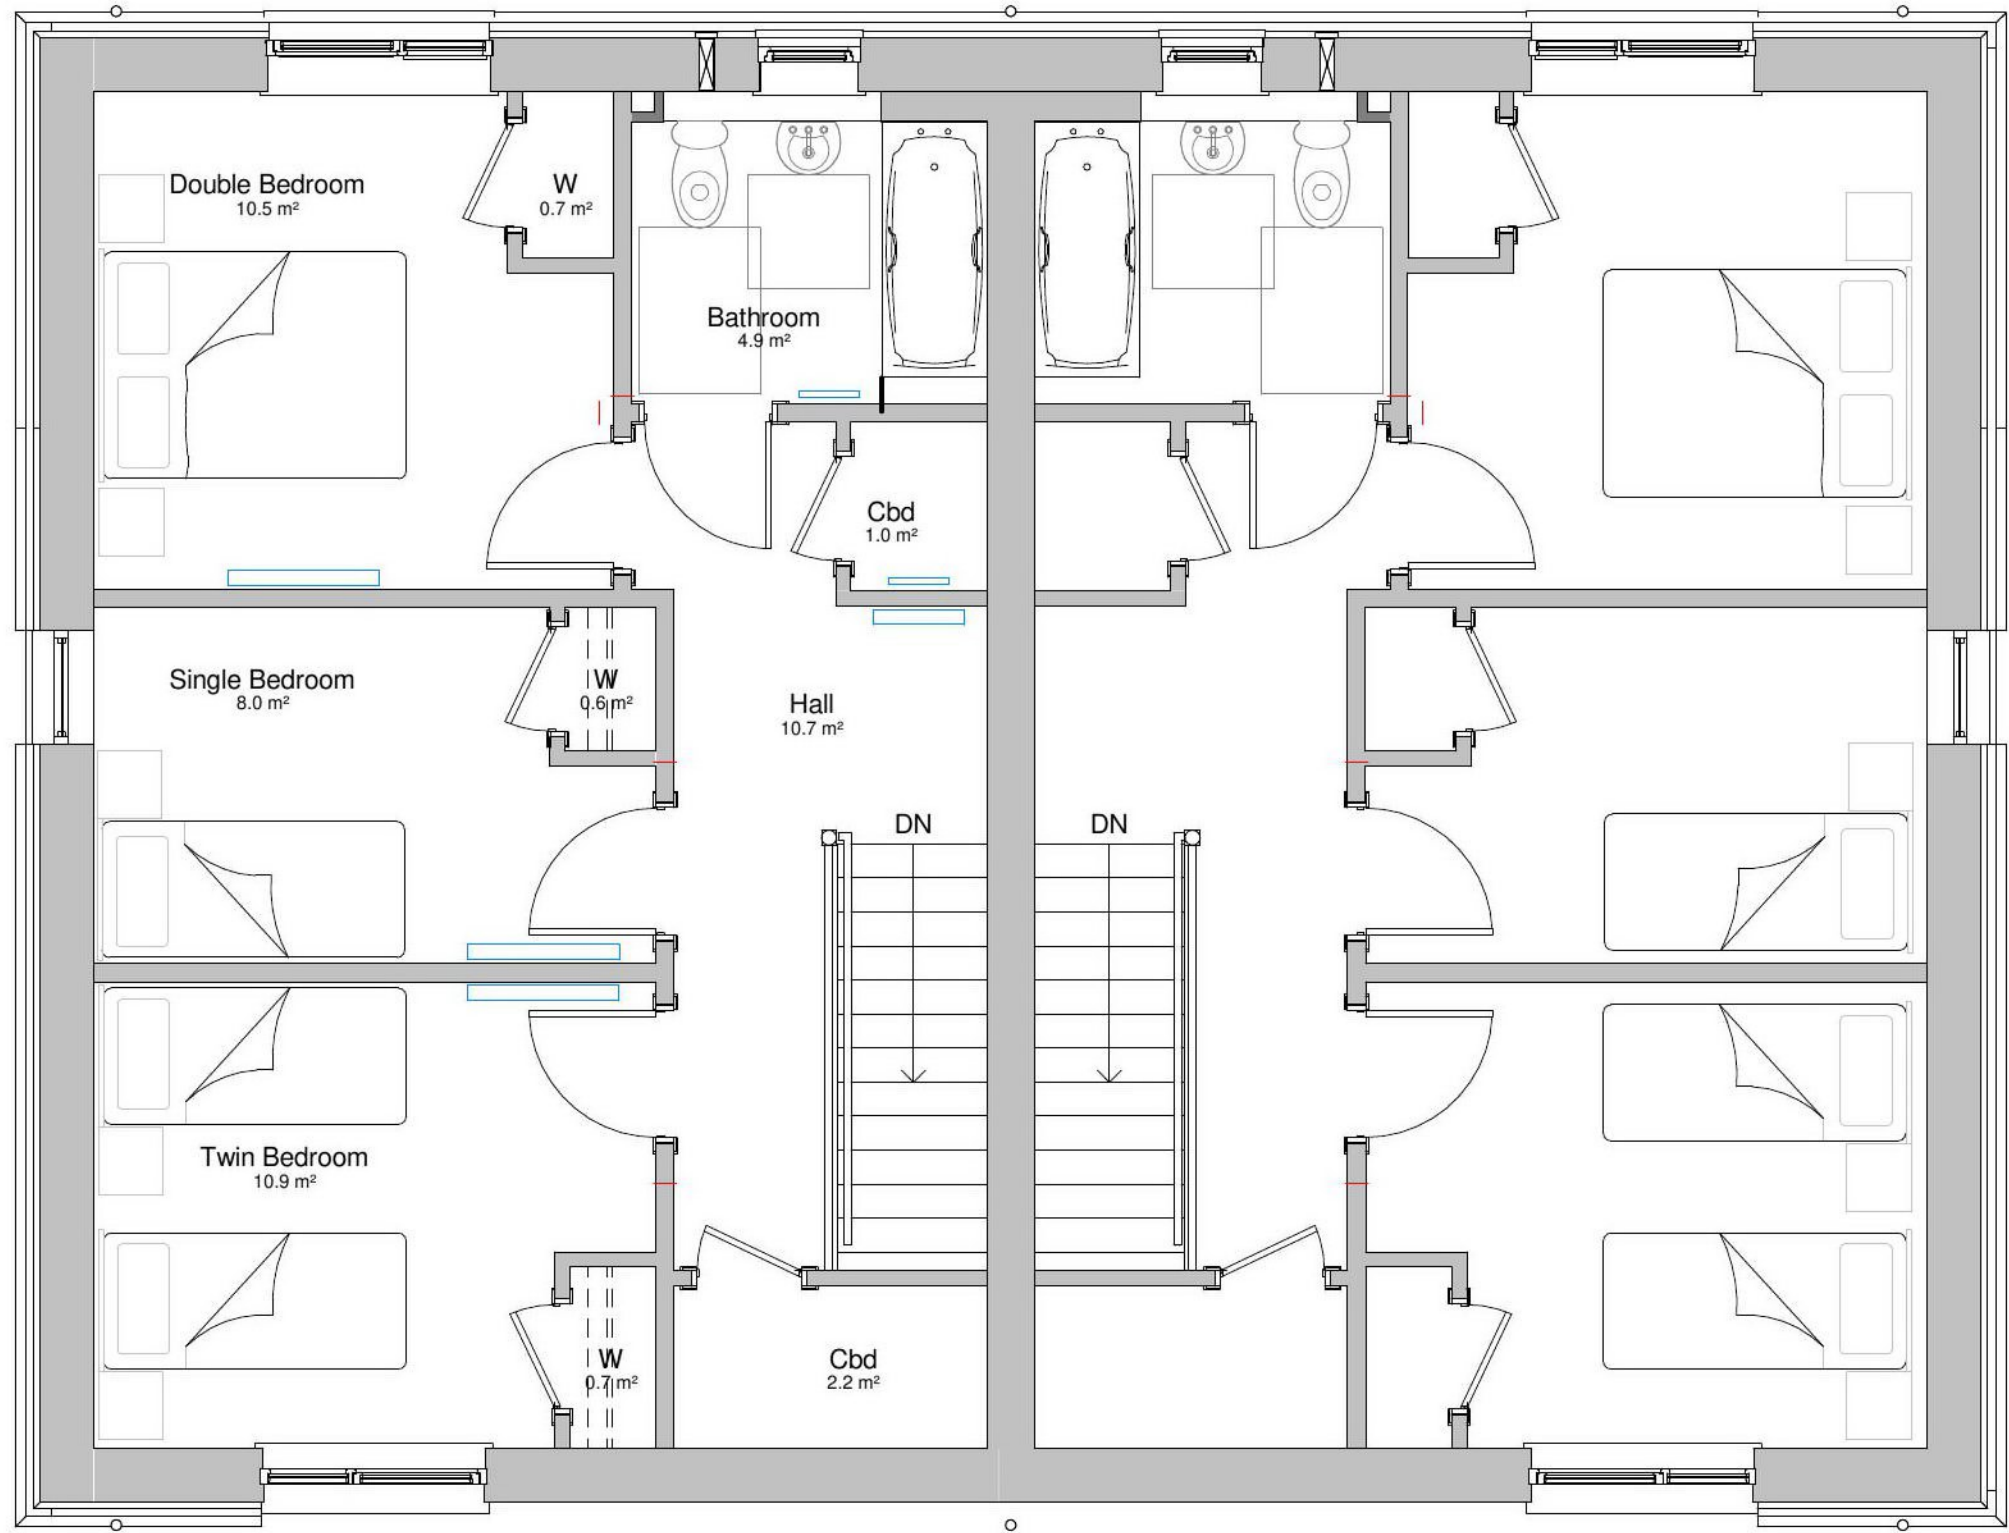 Double Bedroom
10.5 m²
W
0.7 m²
Bathroom
4.9 m²
Cbd
1.0 m²
Single Bedroom
8.0 m²
W
0.6 m²
Hall
10.7 m²
DN
DN
Twin Bedroom
10.9 m²
W
0.7 m²
Cbd
2.2 m²